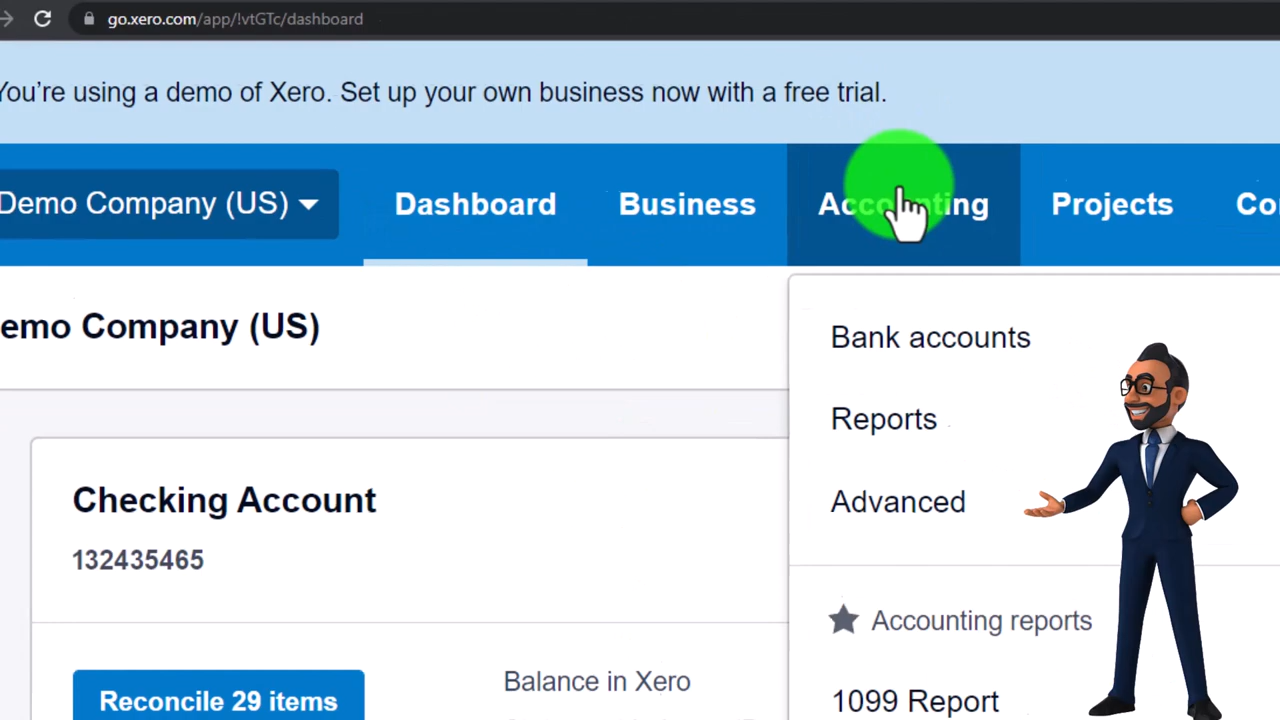 go.xero.com/app/!vtGTc/dashboard
You're using a demo of Xero. Set up your own business now with a free trial.
Demo Company (US) Dashboard Business Accounting Projects
emo Company (US)
Bank accounts
Reports
Advanced
Checking Account
132435465
Accounting reports
Balance in Xero
Reconcile 29 items
1099 Report